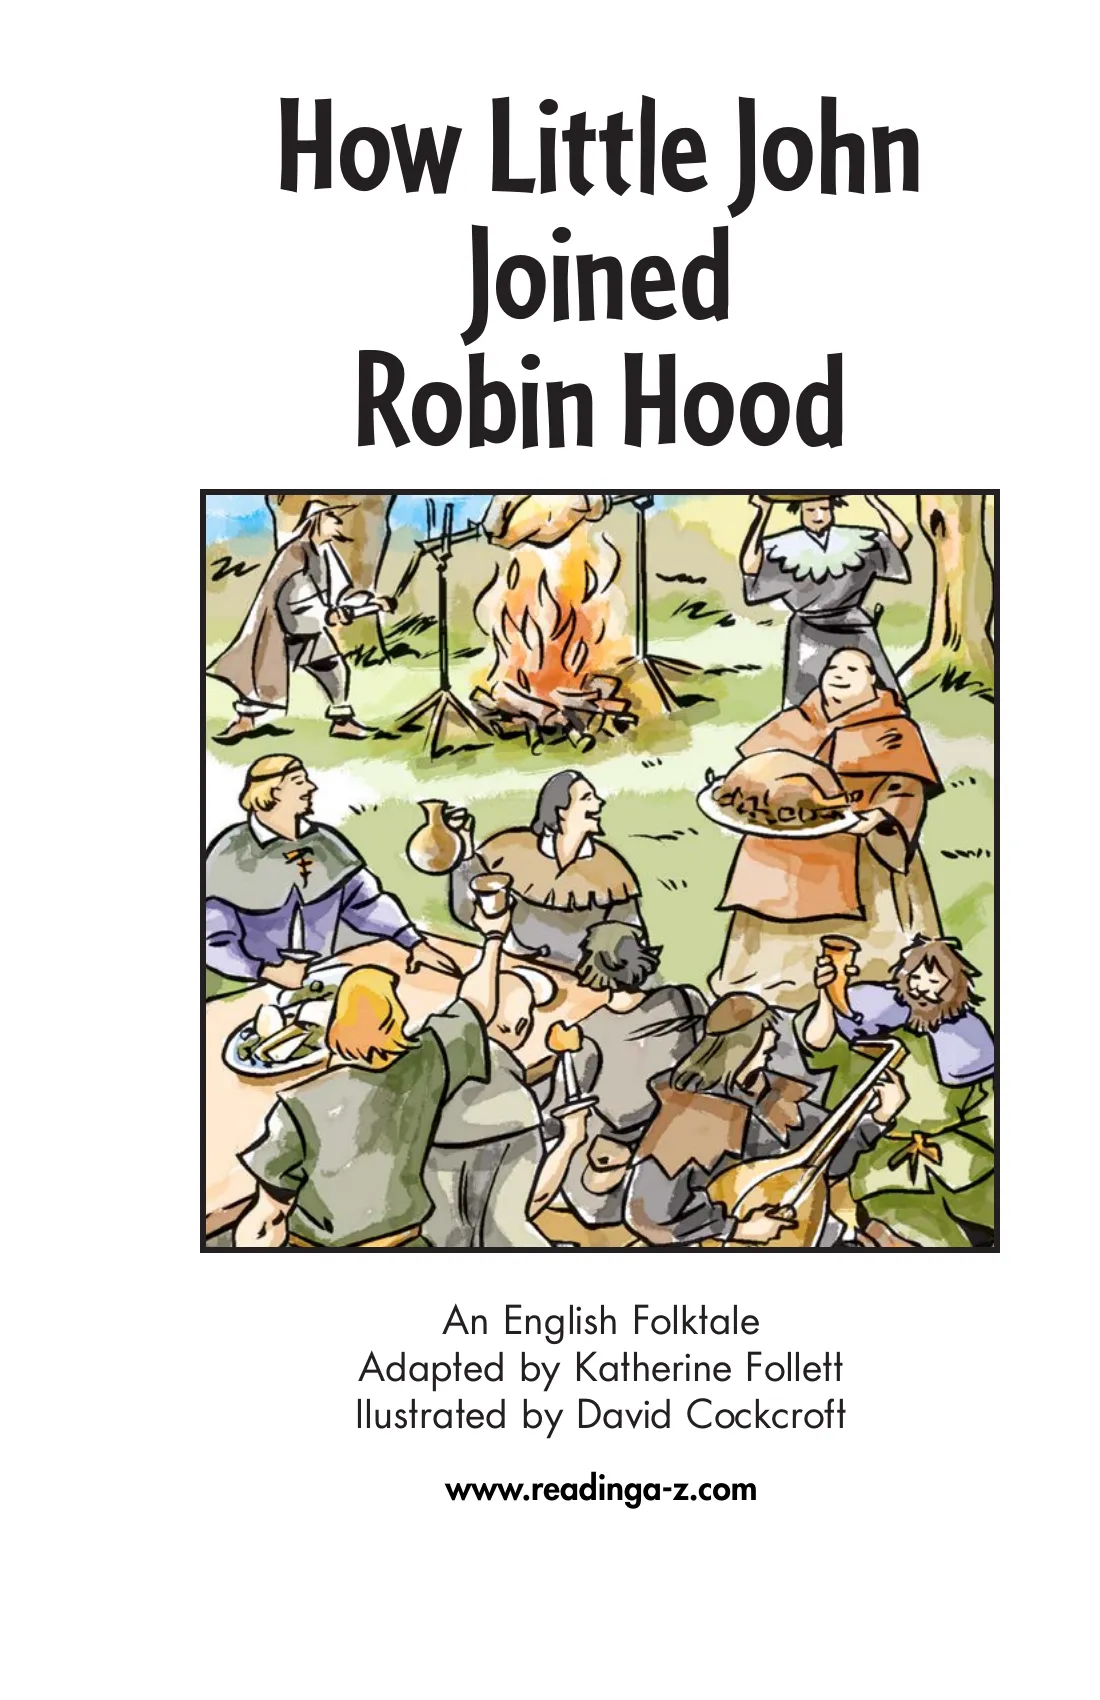 How Little John
Joined
Robin Hood
An English Folktale
Adapted by Katherine Follett
Illustrated by David Cockcroft
www.readinga-z.com